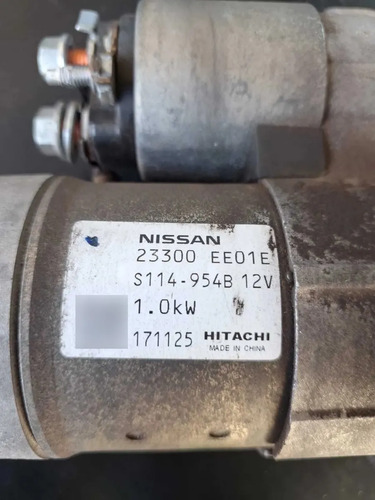 NISSAN
23300 EE01E
S114-954B 12V
1.0kW
171125 HITACHI
MADE IN CHINA